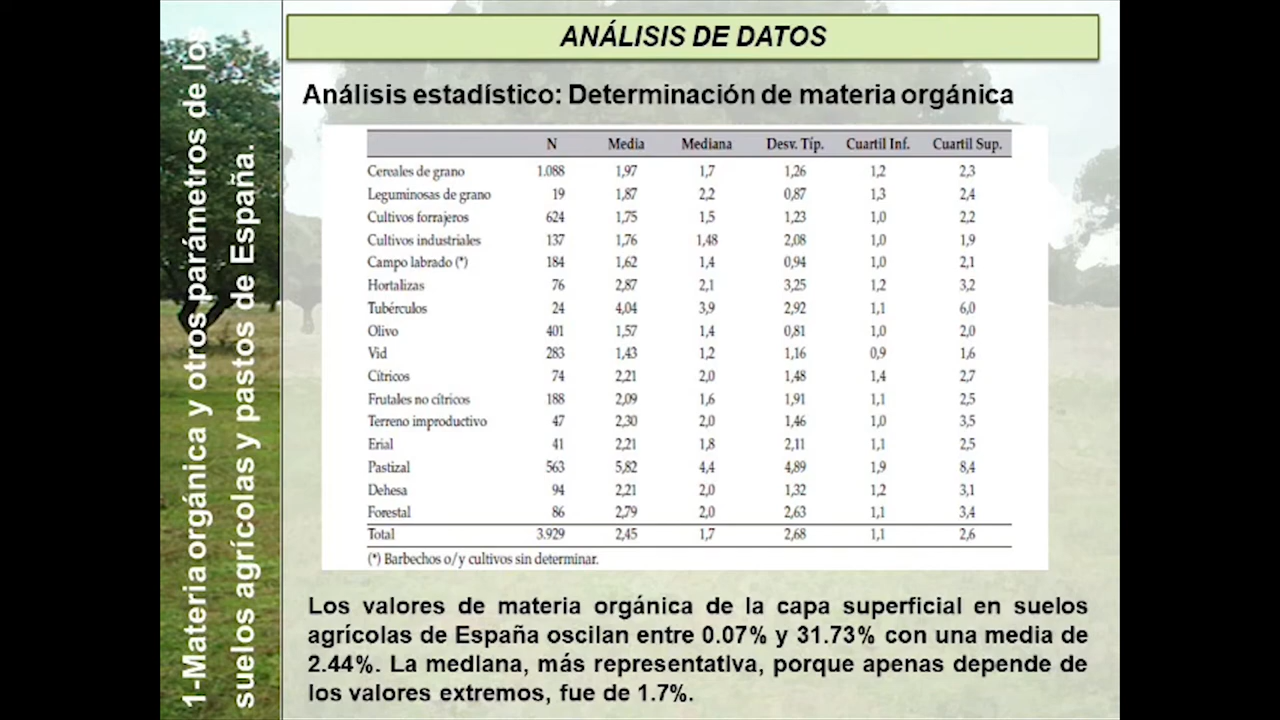 1-Materia orgánica y otros parámetros de los
suelos agrícolas y pastos de España.
ANÁLISIS DE DATOS
Análisis estadístico: Determinación de materia orgánica
N Media Mediana Desv. Típ. Cuartil Inf. Cuartil Sup.
Cereales de grano 1.088 1,97 1,7 1,26 1,2 2,3
Leguminosas de grano 19 1,87 2,2 0,87 1,3 2,4
Cultivos forrajeros 624 1,75 1,5 1,23 1,0 2,2
Cultivos industriales 137 1,76 1,48 2,08 1,0 1,9
Campo labrado (*) 184 1,62 1,4 0,94 1,0 2,1
Hortalizas 76 2,87 2,1 3,25 1,2 3,2
Tubérculos 24 4,04 3,9 2,92 1,1 6,0
Olivo 401 1,57 1,4 0,81 1,0 2,0
Vid 283 1,43 1,2 1,16 0,9 1,6
Cítricos 74 2,21 2,0 1,48 1,4 2,7
Frutales no cítricos 188 2,09 1,6 1,91 1,1 2,5
Terreno improductivo 47 2,30 2,0 1,46 1,0 3,5
Erial 41 2,21 1,8 2,11 1,1 2,5
Pastizal 563 5,82 4,4 4,89 1,9 8,4
Dehesa 94 2,21 2,0 1,32 1,2 3,1
Forestal 86 2,79 2,0 2,63 1,1 3,4
Total 3.929 2,45 1,7 2,68 1,1 2,6
(*) Barbechos o/y cultivos sin determinar.
Los valores de materia orgánica de la capa superficial en suelos
agrícolas de España oscilan entre 0.07% y 31.73% con una media de
2.44%. La mediana, más representativa, porque apenas depende de
los valores extremos, fue de 1.7%.